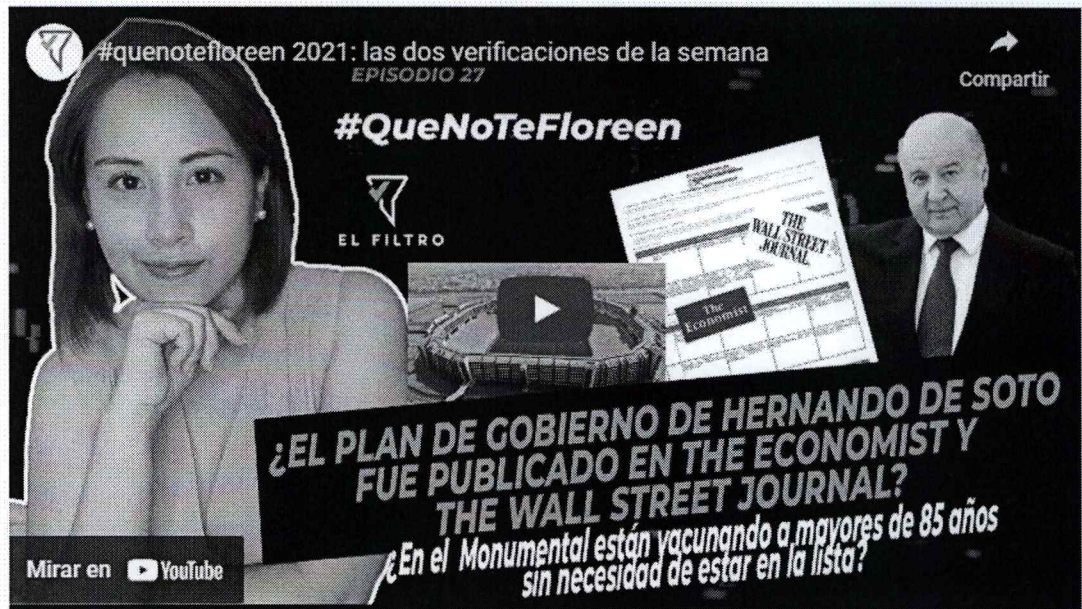 #quenotefloreen 2021: las dos verificaciones de la semana
EPISODIO 27
Compartir
#QueNoTeFloreen
EL FILTRO
THE
WALL STREET
JOURNAL
The
Economist
¿EL PLAN DE GOBIERNO DE HERNANDO DE SOTO
FUE PUBLICADO EN THE ECONOMIST Y
THE WALL STREET JOURNAL?
¿En el Monumental están vacunando a mayores de 85 años
sin necesidad de estar en la lista?
Mirar en YouTube